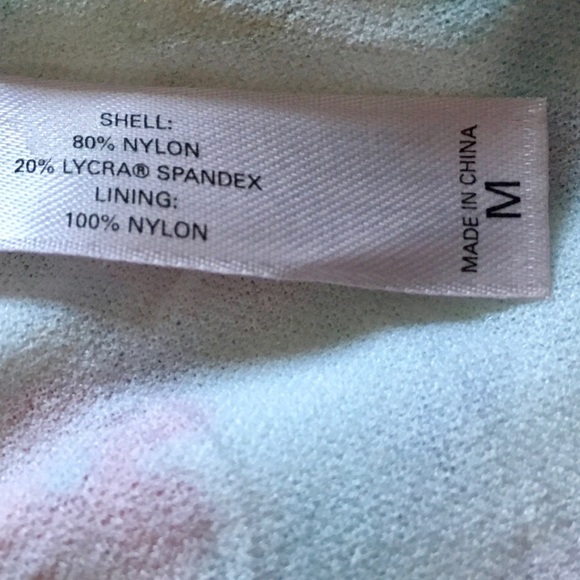 SHELL:
80% NYLON
20% LYCRA® SPANDEX
LINING:
100% NYLON
MADE IN CHINA
M